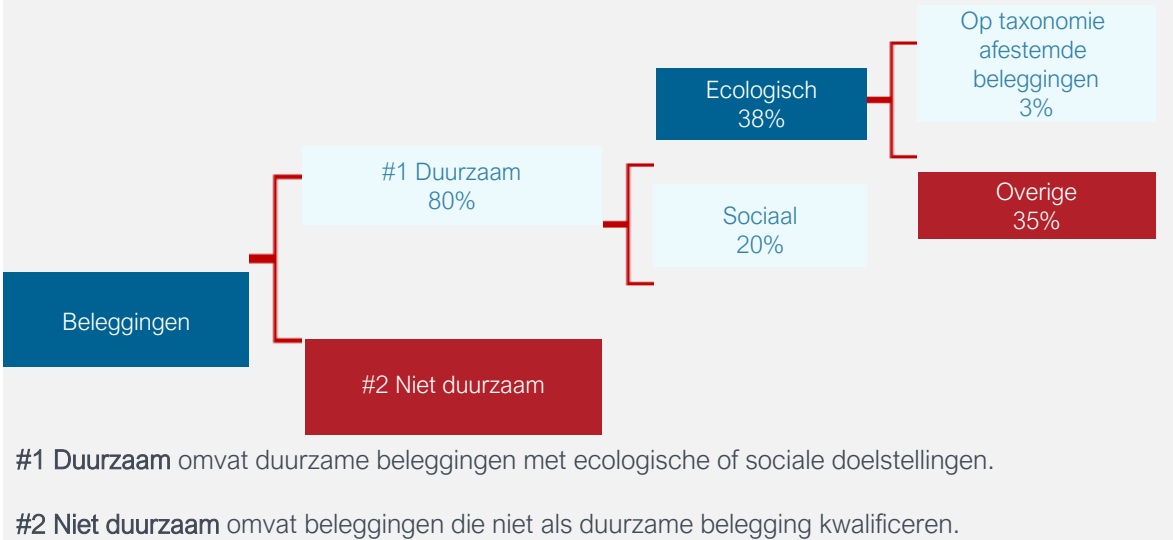 Op taxonomie
afestemde
beleggingen
3%
Ecologisch
38%
#1 Duurzaam
80%
Overige
35%
Sociaal
20%
Beleggingen
#2 Niet duurzaam
#1 Duurzaam omvat duurzame beleggingen met ecologische of sociale doelstellingen.
#2 Niet duurzaam omvat beleggingen die niet als duurzame belegging kwalificeren.